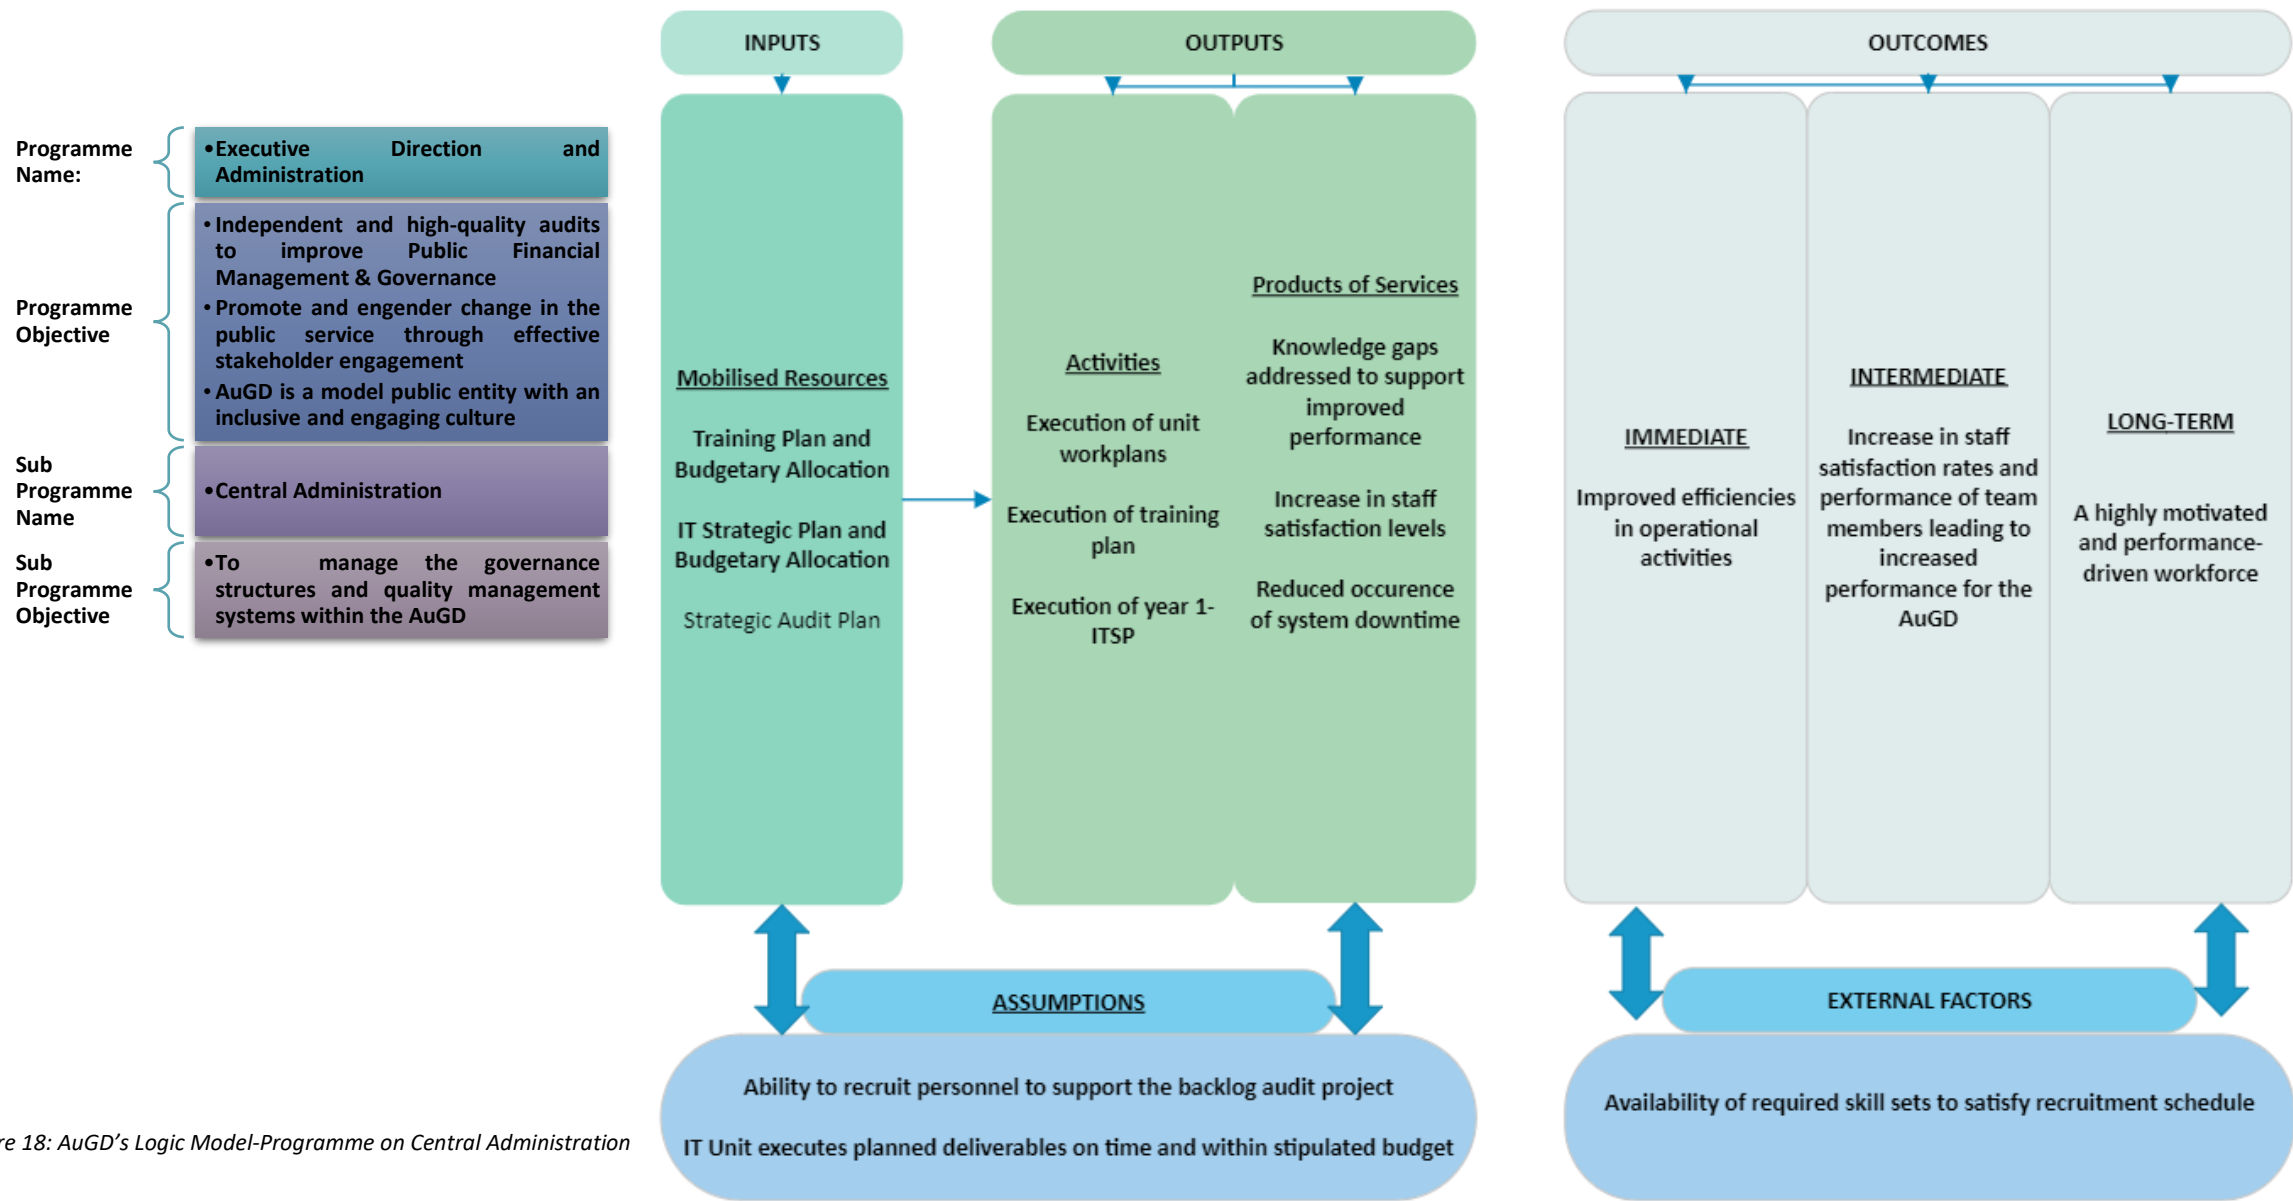 Programme
Name:
•Executive Direction and
Administration
Programme
Objective
• Independent and high-quality audits
to improve Public Financial
Management & Governance
• Promote and engender change in the
public service through effective
stakeholder engagement
• AuGD is a model public entity with an
inclusive and engaging culture
Sub
Programme
Name
•Central Administration
Sub
Programme
Objective
•To manage the governance
structures and quality management
systems within the AuGD
INPUTS
Mobilised Resources
Training Plan and
Budgetary Allocation
IT Strategic Plan and
Budgetary Allocation
Strategic Audit Plan
OUTPUTS
Activities
Execution of unit
workplans
Execution of training
plan
Execution of year 1-
ITSP
Products of Services
Knowledge gaps
addressed to support
improved
performance
Increase in staff
satisfaction levels
Reduced occurence
of system downtime
OUTCOMES
IMMEDIATE
Improved efficiencies
in operational
activities
INTERMEDIATE
Increase in staff
satisfaction rates and
performance of team
members leading to
increased
performance for the
AuGD
LONG-TERM
A highly motivated
and performance-
driven workforce
ASSUMPTIONS
Ability to recruit personnel to support the backlog audit project
IT Unit executes planned deliverables on time and within stipulated budget
EXTERNAL FACTORS
Availability of required skill sets to satisfy recruitment schedule
re 18: AuGD’s Logic Model-Programme on Central Administration